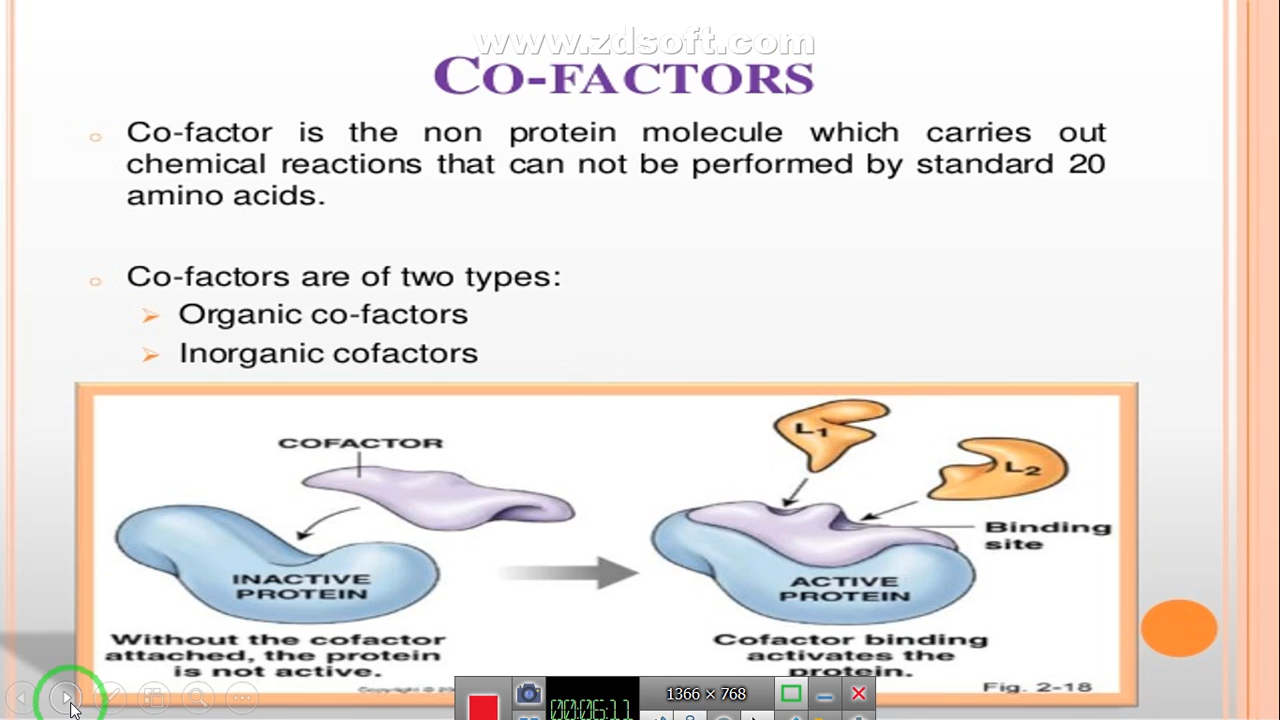 www.zdsoft.com
CO-FACTORS
Co-factor is the non protein molecule which carries out
chemical reactions that can not be performed by standard 20
amino acids.
Co-factors are of two types:
Organic co-factors
Inorganic cofactors
COFACTOR
L1
L2
Binding
site
INACTIVE
PROTEIN
ACTIVE
PROTEIN
Without the cofactor
attached, the protein
is not active.
Cofactor binding
activates the
protein.
Copyright ©
Fig. 2-18
1366 × 768